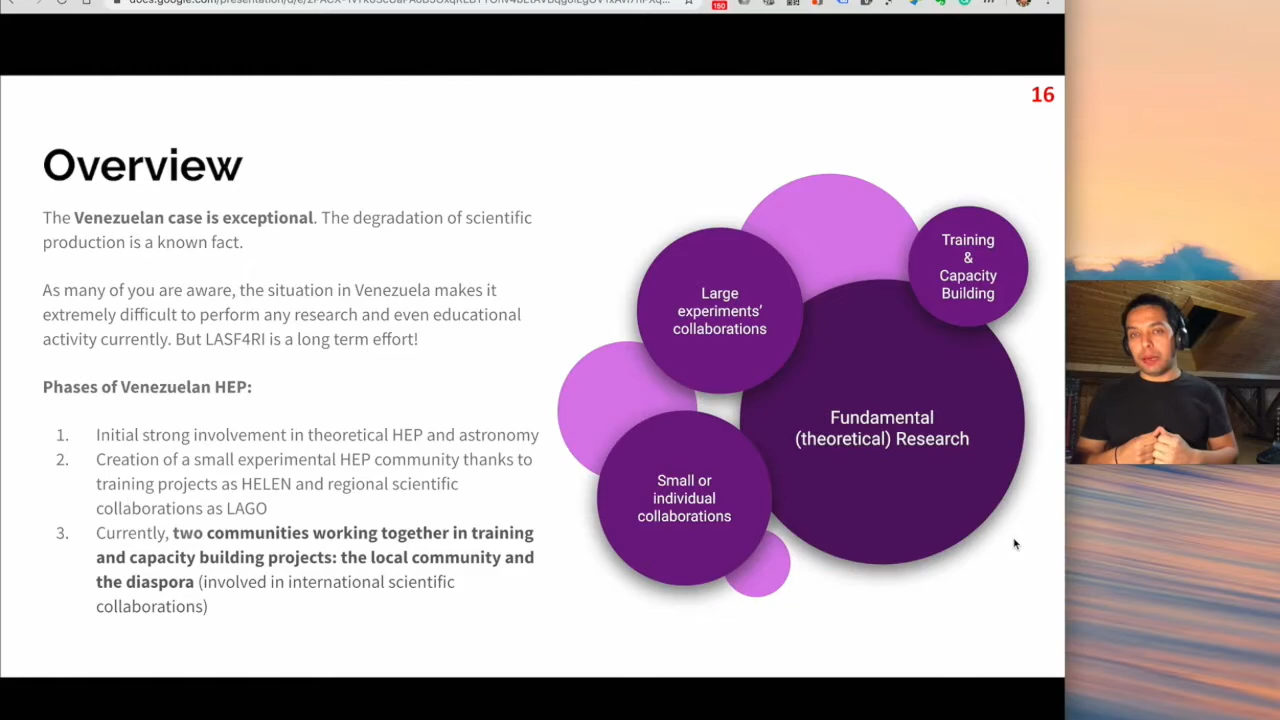 150
16
Overview
The Venezuelan case is exceptional. The degradation of scientific
production is a known fact.
As many of you are aware, the situation in Venezuela makes it
extremely difficult to perform any research and even educational
activity currently. But LASF4RI is a long term effort!
Phases of Venezuelan HEP:
1. Initial strong involvement in theoretical HEP and astronomy
2. Creation of a small experimental HEP community thanks to
training projects as HELEN and regional scientific
collaborations as LAGO
3. Currently, two communities working together in training
and capacity building projects: the local community and
the diaspora (involved in international scientific
collaborations)
Training
&
Capacity
Building
Large
experiments’
collaborations
Fundamental
(theoretical) Research
Small or
individual
collaborations